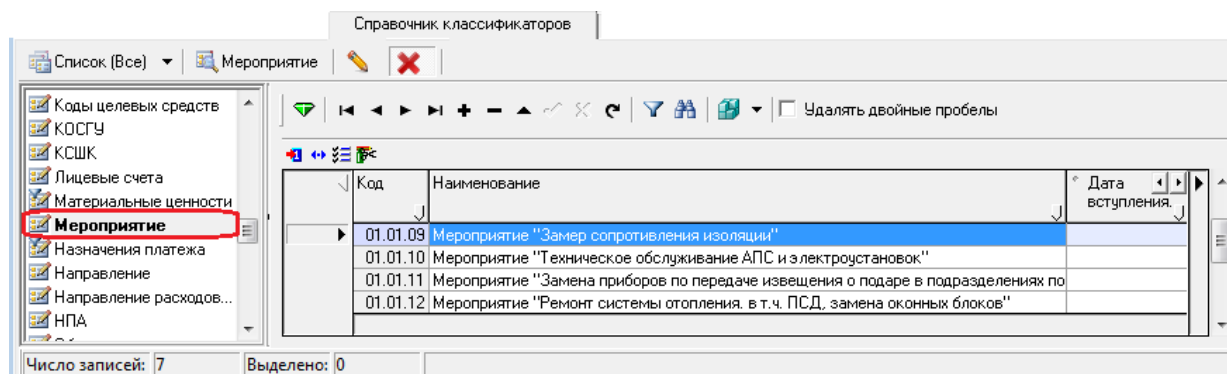 Справочник классификаторов
Список (Все) Мероприятие
Коды целевых средств
КОСГУ
КСШК
Лицевые счета
Материальные ценности
Мероприятие
Назначения платежа
Направление
Направление расходов...
НПА
Удалять двойные пробелы
Код Наименование Дата вступления.
01.01.09 Мероприятие "Замер сопротивления изоляции"
01.01.10 Мероприятие "Техническое обслуживание АПС и электроустановок"
01.01.11 Мероприятие "Замена приборов по передаче извещения о подаре в подразделениях по
01.01.12 Мероприятие "Ремонт системы отопления. в т.ч. ПСД, замена оконных блоков"
Число записей: 7 Выделено: 0